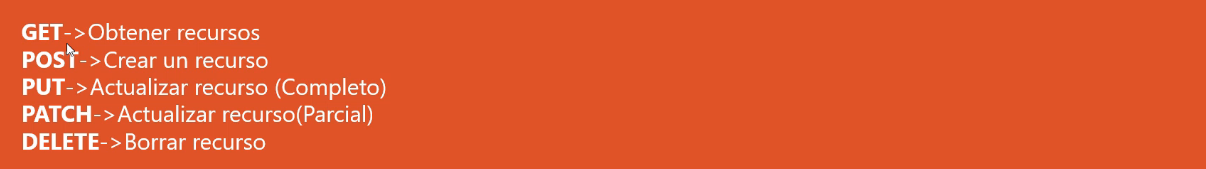 GET->Obtener recursos
POST->Crear un recurso
PUT->Actualizar recurso (Completo)
PATCH->Actualizar recurso(Parcial)
DELETE->Borrar recurso